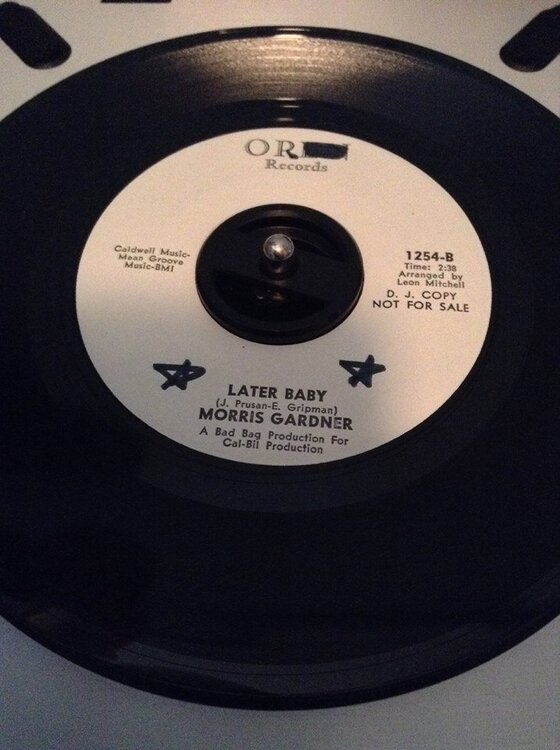 Records
Caldwell Music-
Mean Groove
Music-BMI
1254-B
Time: 2:38
Arranged by
Leon Mitchell
D. J. COPY
NOT FOR SALE
LATER BABY
(J. Prusan-E. Gripman)
MORRIS GARDNER
A Bad Bag Production For
Cal-Bil Production